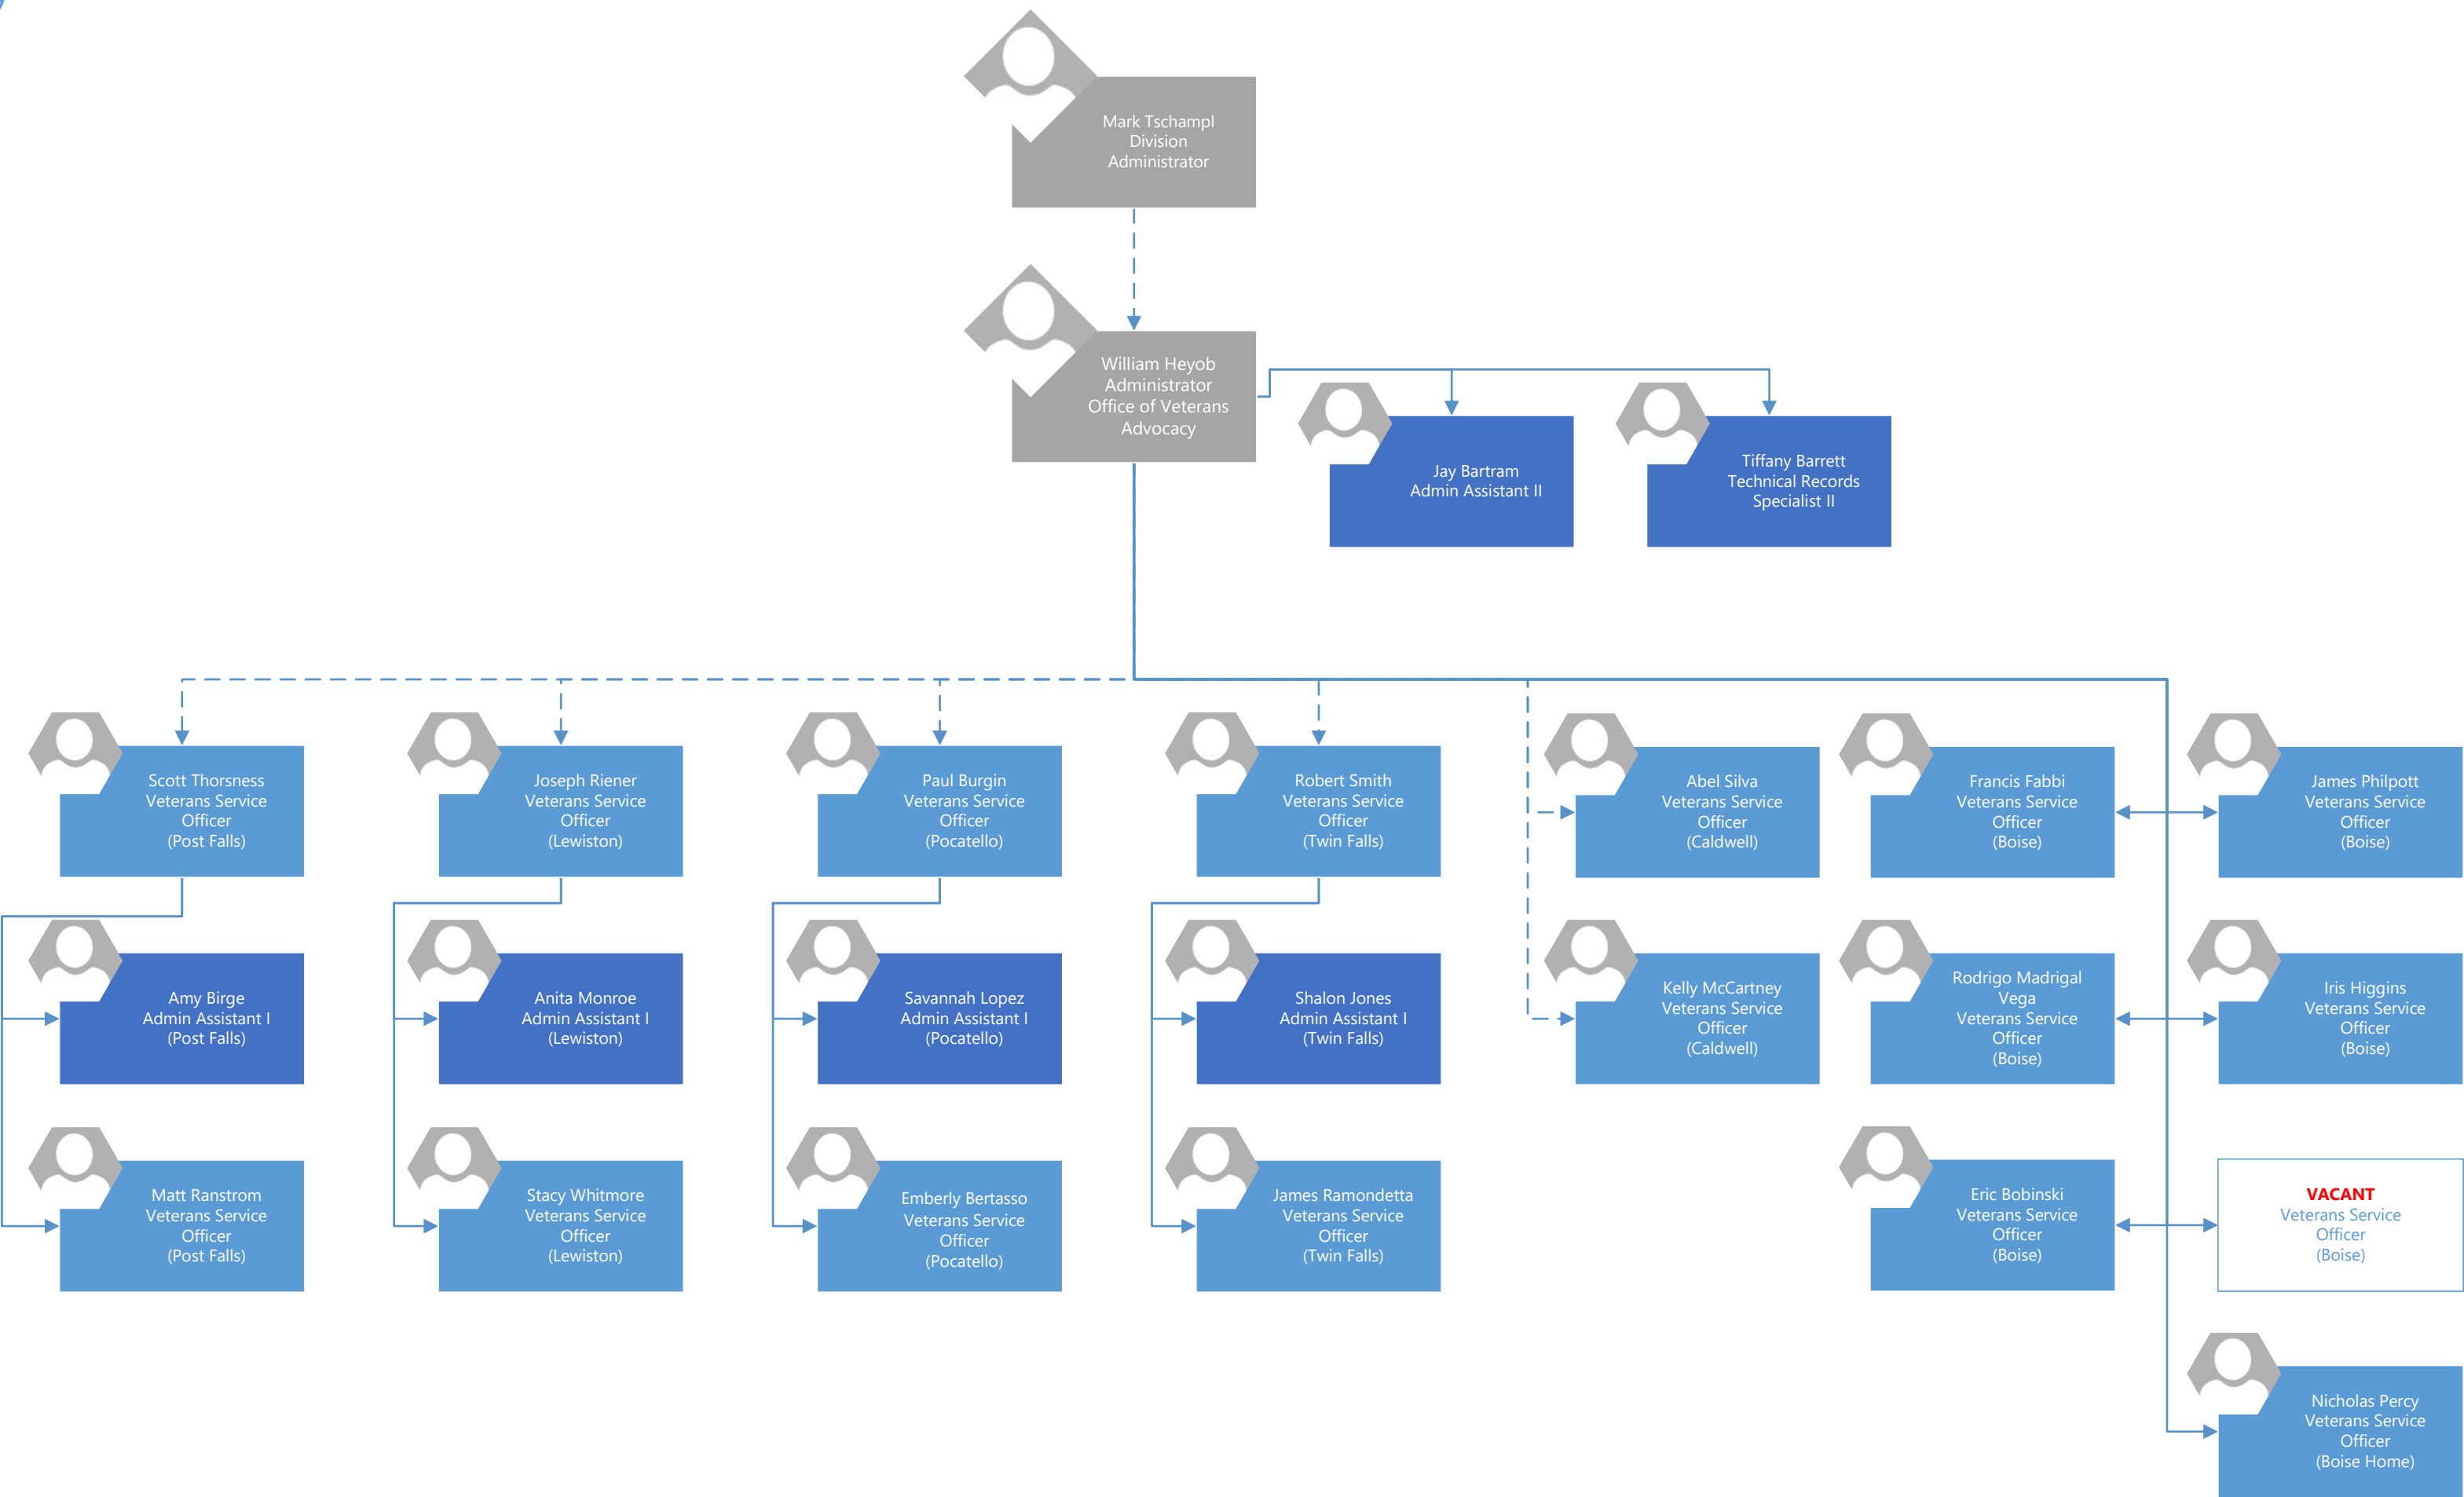 Mark Tschampl
Division
Administrator
William Heyob
Administrator
Office of Veterans
Advocacy
Jay Bartram
Admin Assistant II
Tiffany Barrett
Technical Records
Specialist II
Scott Thorsness
Veterans Service
Officer
(Post Falls)
Joseph Riener
Veterans Service
Officer
(Lewiston)
Paul Burgin
Veterans Service
Officer
(Pocatello)
Robert Smith
Veterans Service
Officer
(Twin Falls)
Abel Silva
Veterans Service
Officer
(Caldwell)
Francis Fabbi
Veterans Service
Officer
(Boise)
James Philpott
Veterans Service
Officer
(Boise)
Amy Birge
Admin Assistant I
(Post Falls)
Anita Monroe
Admin Assistant I
(Lewiston)
Savannah Lopez
Admin Assistant I
(Pocatello)
Shalon Jones
Admin Assistant I
(Twin Falls)
Kelly McCartney
Veterans Service
Officer
(Caldwell)
Rodrigo Madrigal
Vega
Veterans Service
Officer
(Boise)
Iris Higgins
Veterans Service
Officer
(Boise)
Matt Ranstrom
Veterans Service
Officer
(Post Falls)
Stacy Whitmore
Veterans Service
Officer
(Lewiston)
Emberly Bertasso
Veterans Service
Officer
(Pocatello)
James Ramondetta
Veterans Service
Officer
(Twin Falls)
Eric Bobinski
Veterans Service
Officer
(Boise)
VACANT
Veterans Service
Officer
(Boise)
Nicholas Percy
Veterans Service
Officer
(Boise Home)